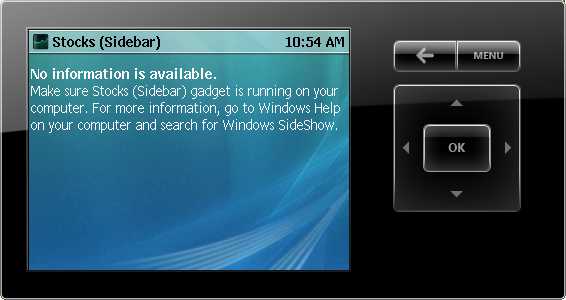 Stocks (Sidebar) 10:54 AM
MENU
No information is available.
Make sure Stocks (Sidebar) gadget is running on your
computer. For more information, go to Windows Help
on your computer and search for Windows SideShow.
OK